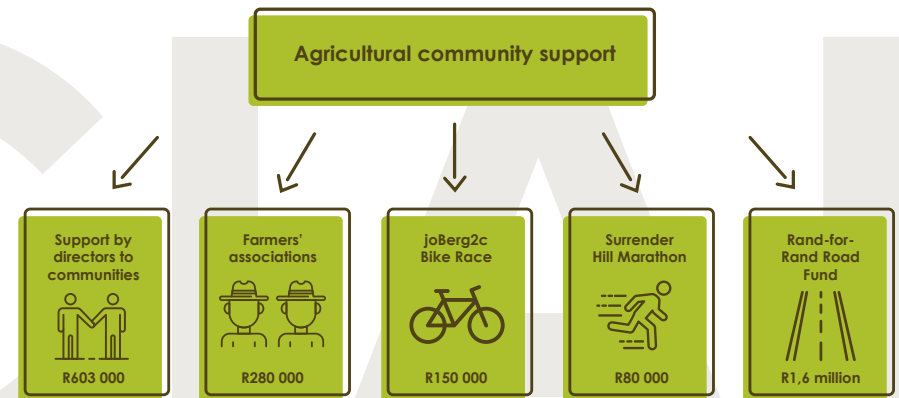 Agricultural community support
Support by
directors to
communities
R603 000
Farmers’
associations
R280 000
joBerg2c
Bike Race
R150 000
Surrender
Hill Marathon
R80 000
Rand-for-
Rand Road
Fund
R1,6 million